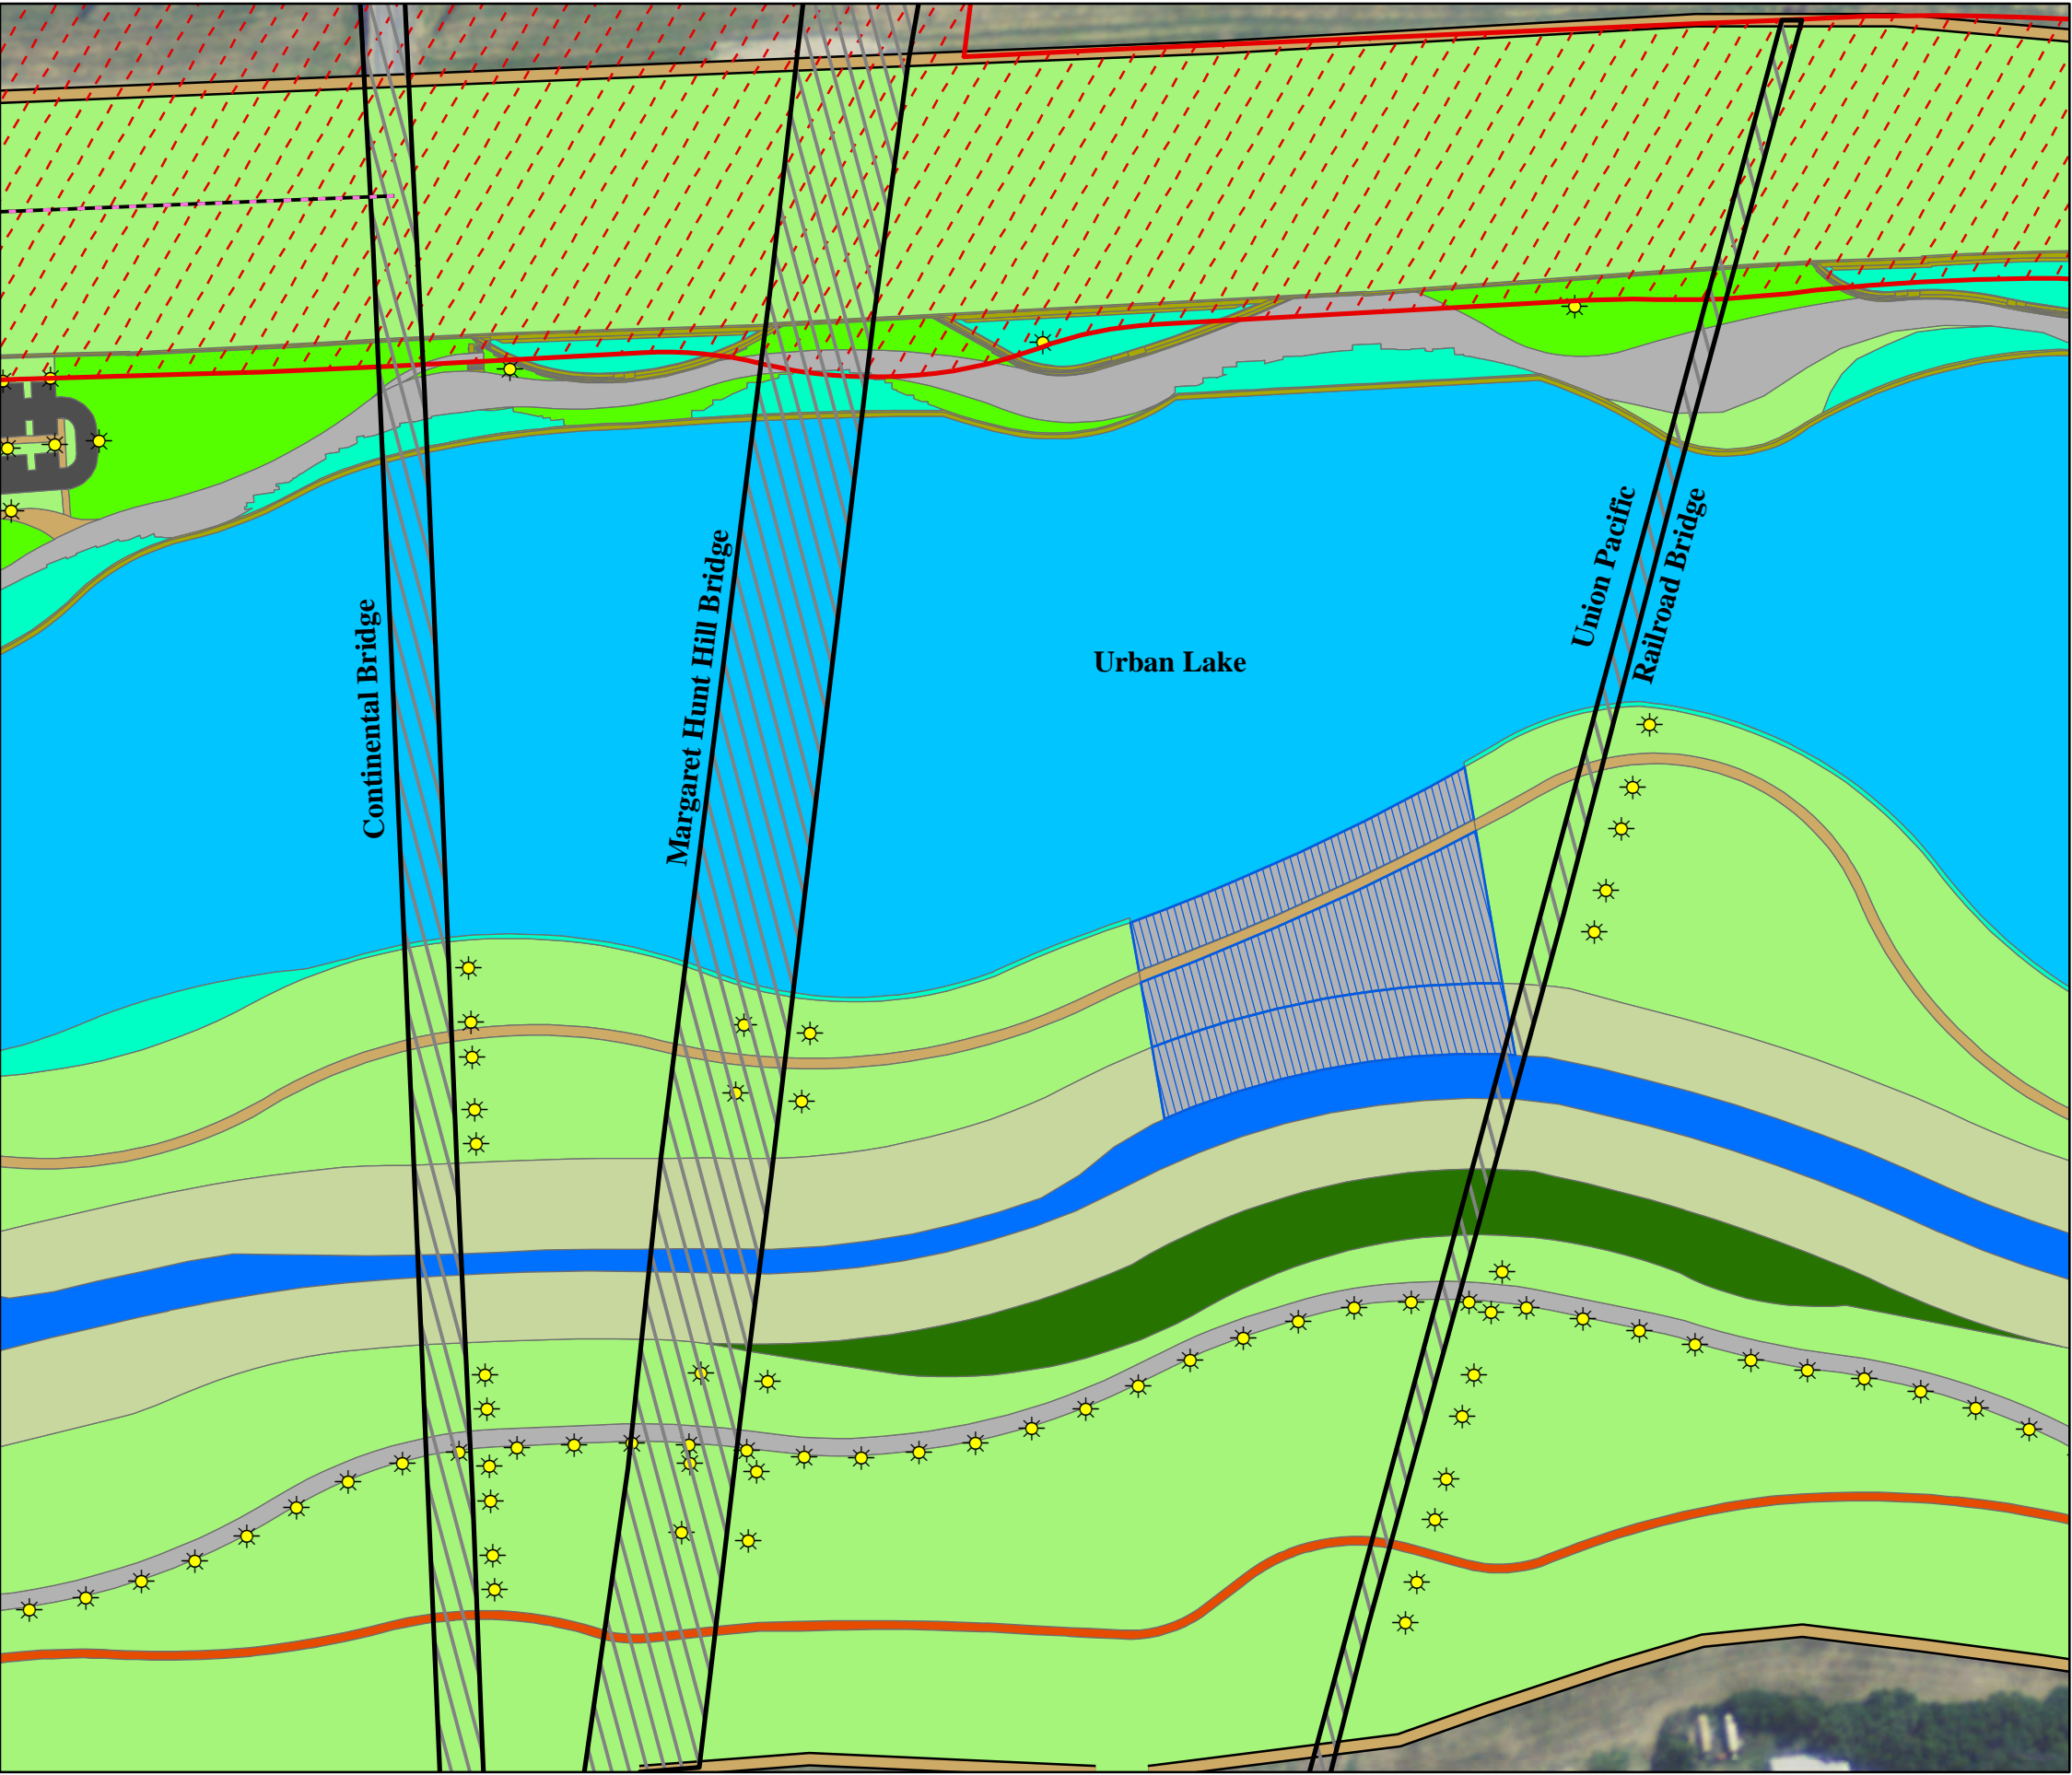 Continental Bridge
Margaret Hunt Hill Bridge
Urban Lake
Union Pacific
Railroad Bridge